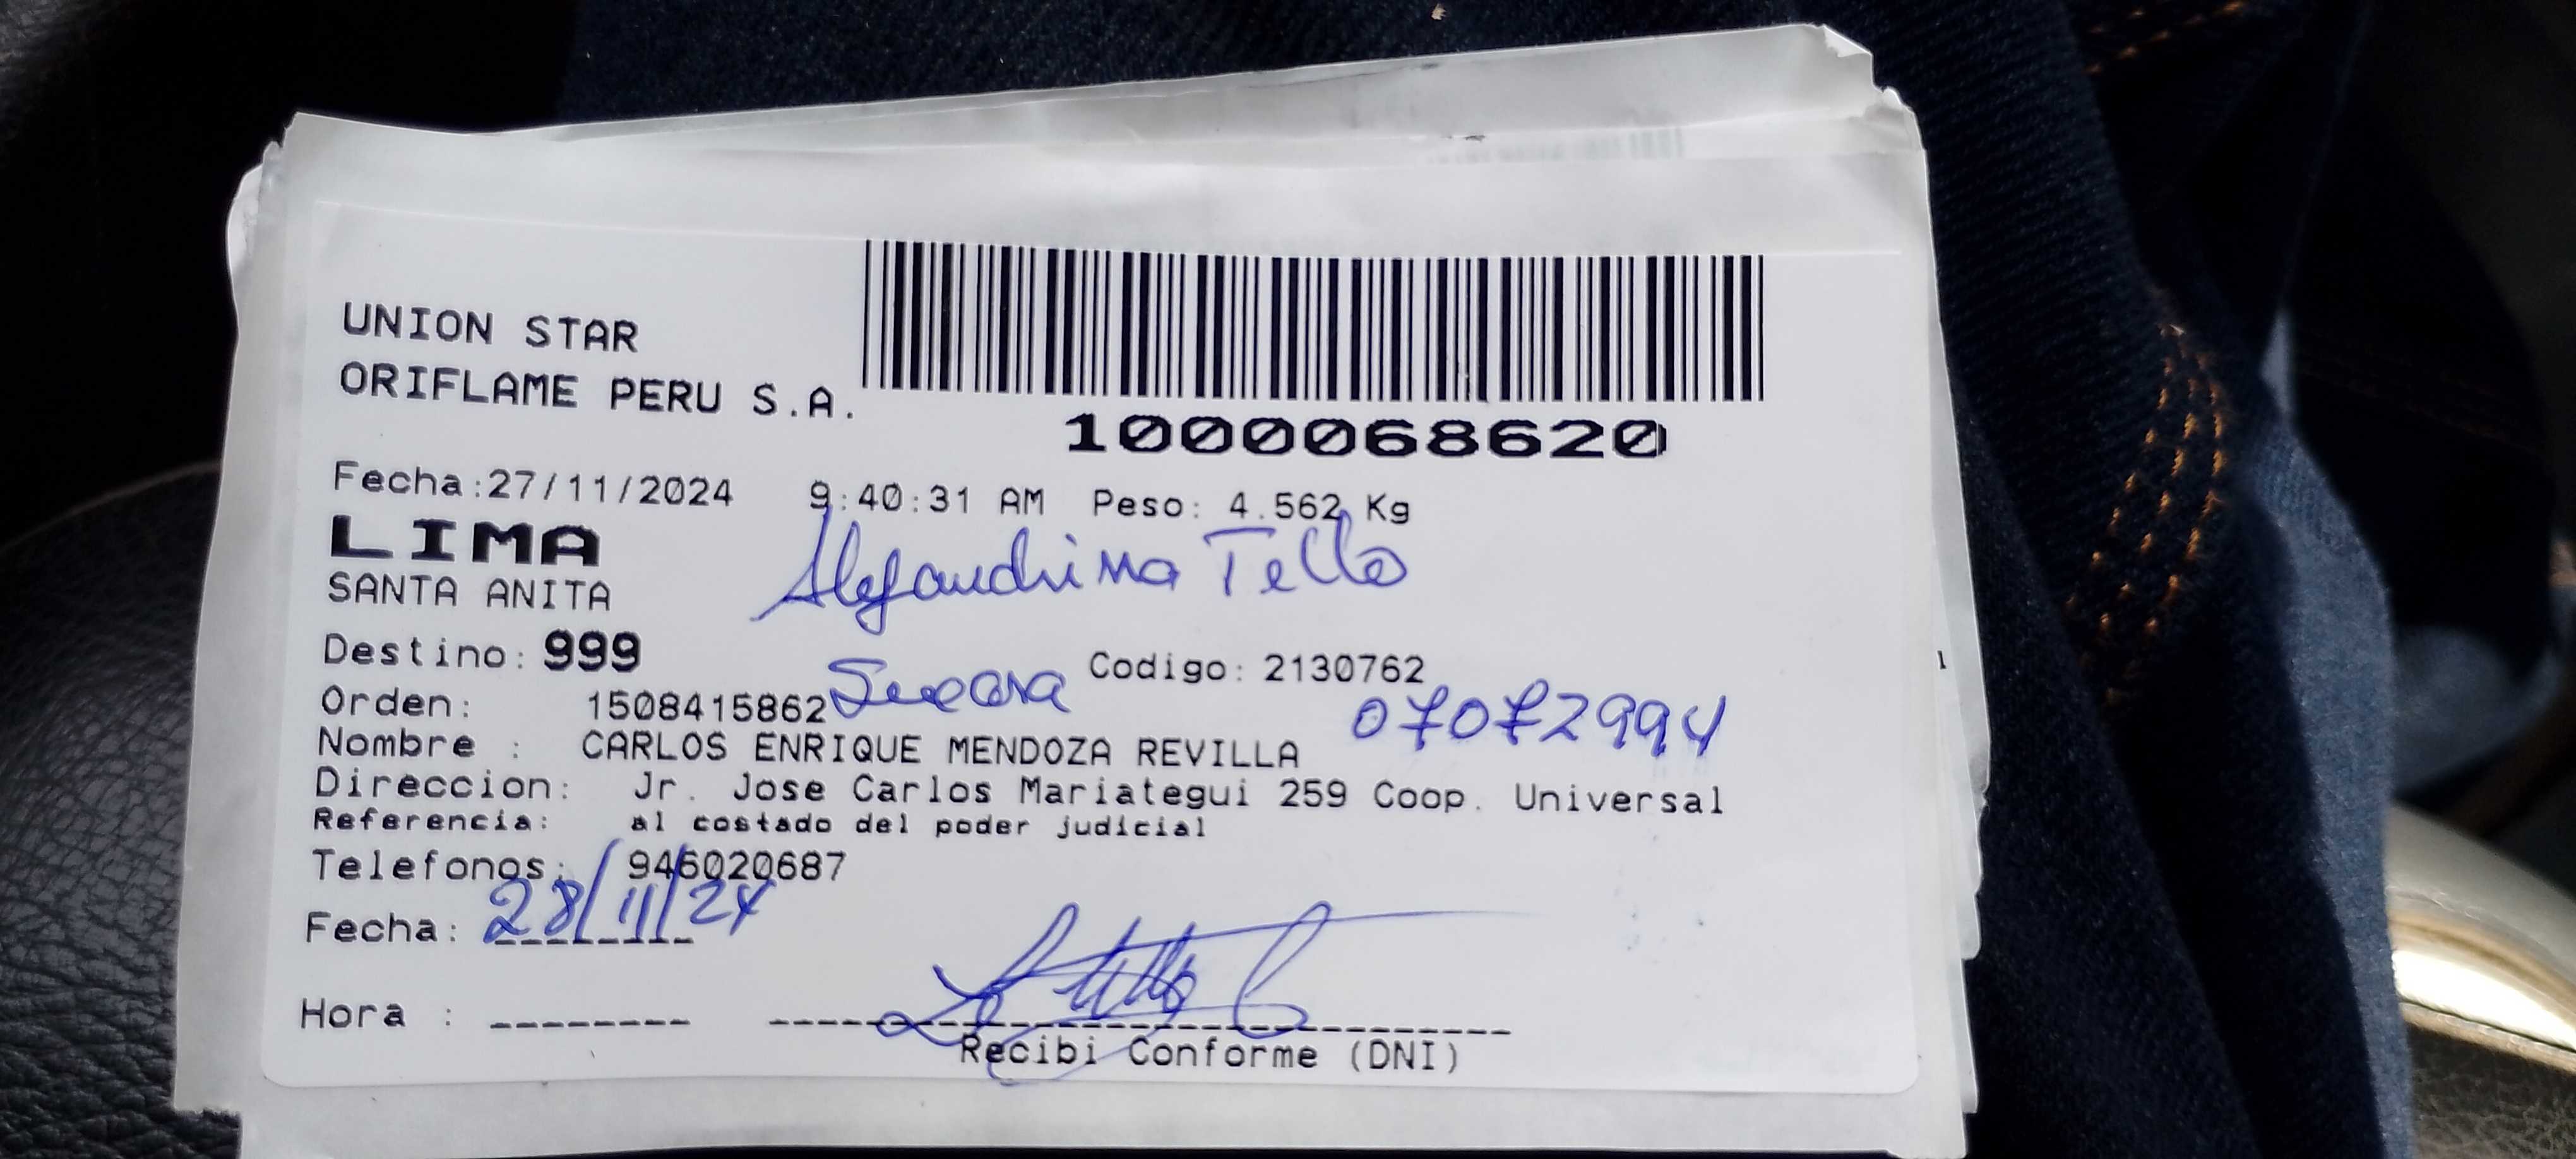 UNION STAR
ORIFLAME PERU S.A.
1000068620
Fecha:27/11/2024 9:40:31 AM Peso: 4.562 Kg
LIMA
Alejandrina Tello
SANTA ANITA
Destino: 999
Codigo: 2130762
Orden: 1508415862
07072994
Nombre : CARLOS ENRIQUE MENDOZA REVILLA
Direccion: Jr. Jose Carlos Mariategui 259 Coop. Universal
Referencia: al costado del poder judicial
Telefonos: 946020687
Fecha: 28/11/24
Hora :
Recibi Conforme (DNI)